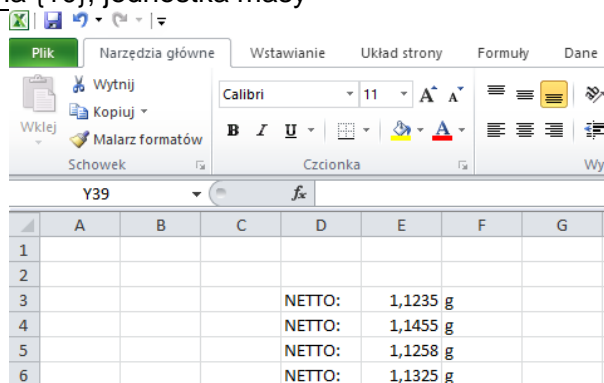 jednostka masy
Plik Narzędzia główne Wstawianie Układ strony Formuły Dane
Wytnij
Kopiuj
Wklej
Malarz formatów
Calibri 11 A A
B I U A
Schowek Czcionka Wy
Y39 fx
A B C D E F G
1
2
3 NETTO: 1,1235 g
4 NETTO: 1,1455 g
5 NETTO: 1,1258 g
6 NETTO: 1,1325 g